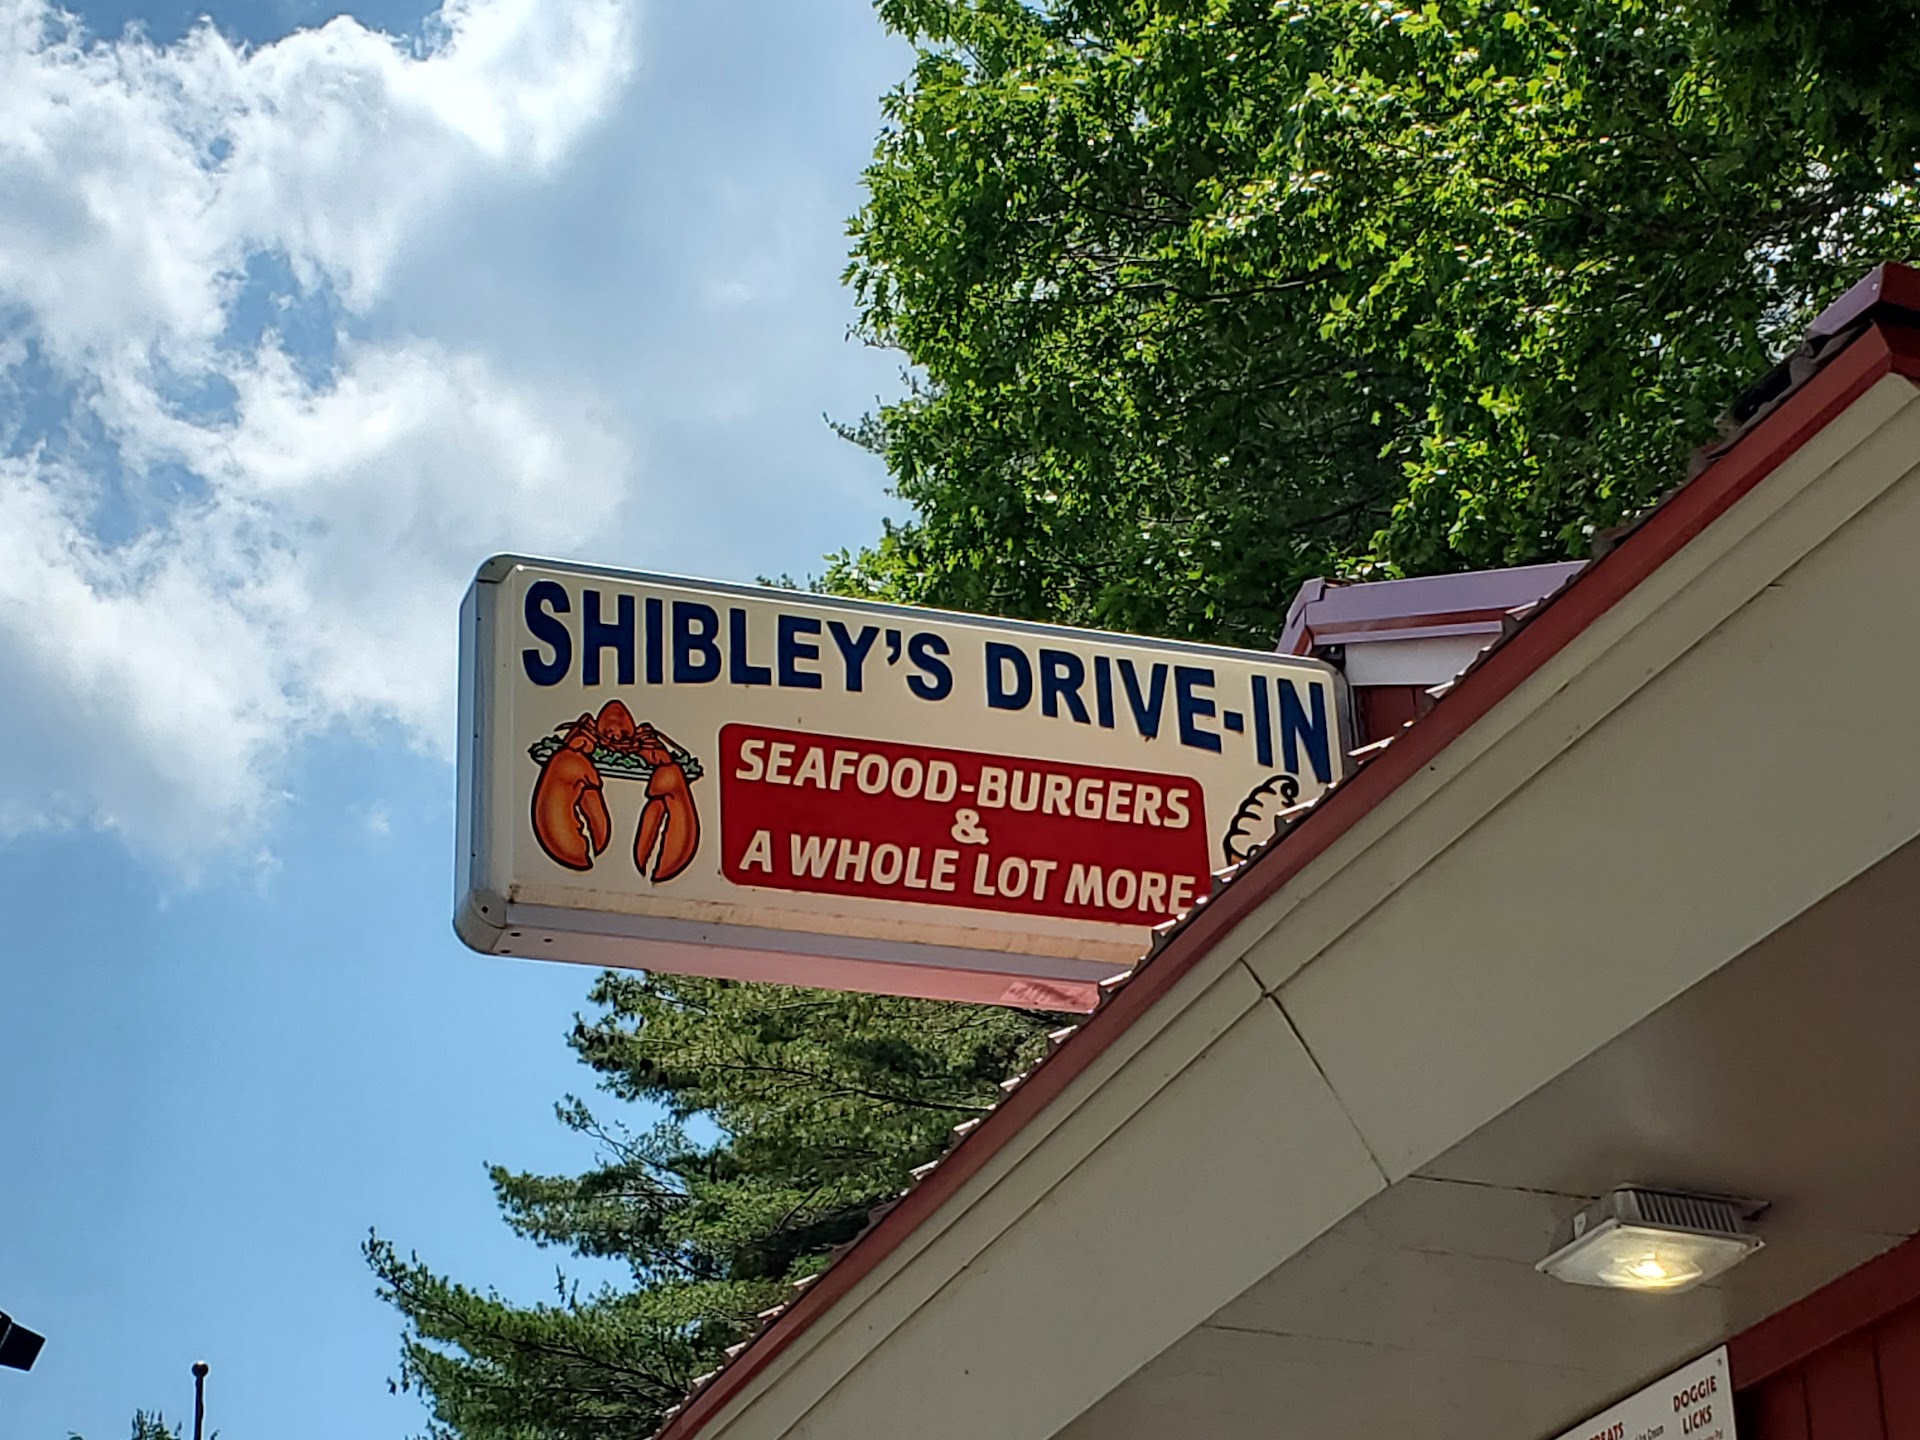 SHIBLEY'S DRIVE-IN
SEAFOOD-BURGERS
&
A WHOLE LOT MORE
DOGGIE
LICKS